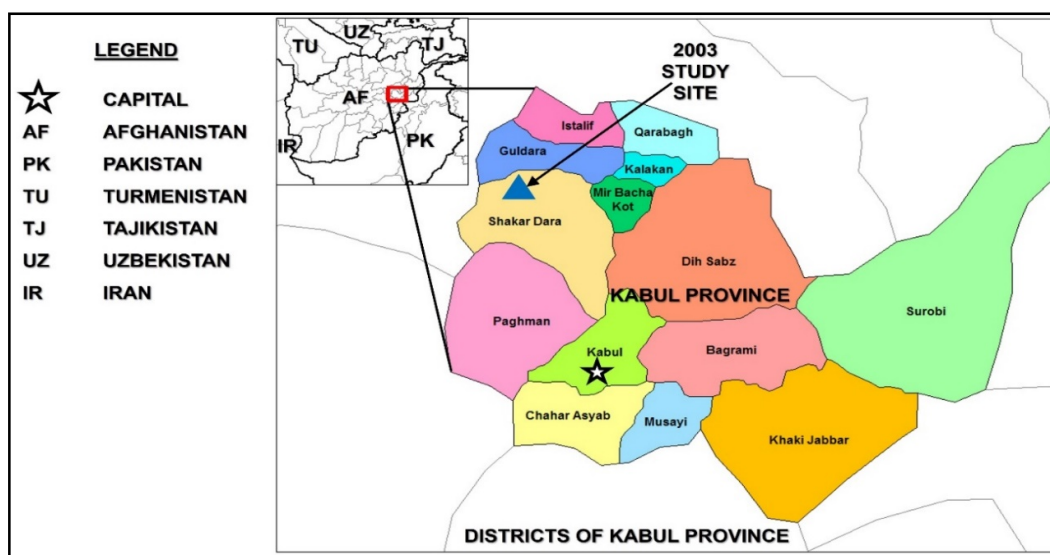 LEGEND
CAPITAL
AF AFGHANISTAN
PK PAKISTAN
TU TURMENISTAN
TJ TAJIKISTAN
UZ UZBEKISTAN
IR IRAN
TU
UZ
TJ
AF
PK
IR
2003
STUDY
SITE
Istalif
Qarabagh
Guldara
Kalakan
Mir Bacha
Kot
Shakar Dara
Dih Sabz
KABUL PROVINCE
Surobi
Paghman
Kabul
Bagrami
Chahar Asyab
Musayi
Khaki Jabbar
DISTRICTS OF KABUL PROVINCE